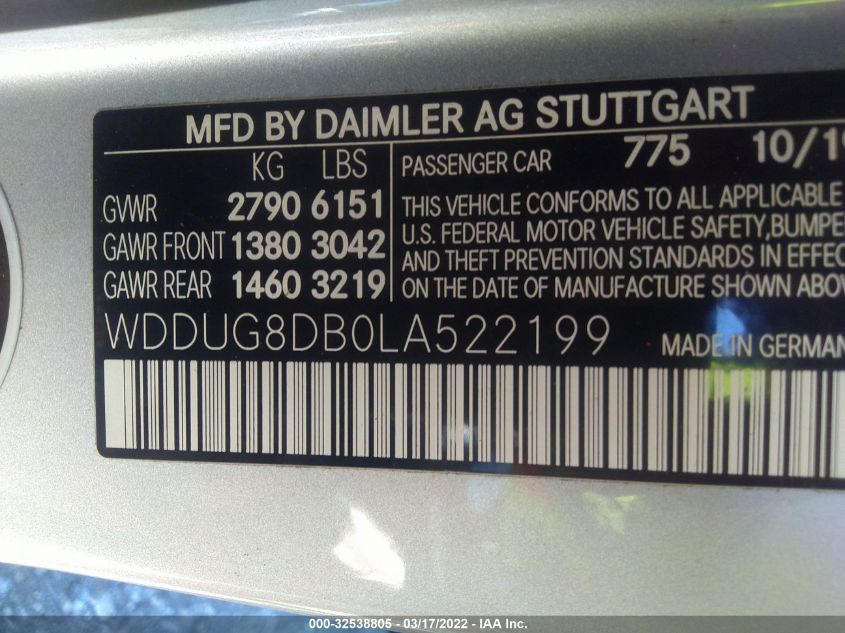 MFD BY DAIMLER AG STUTTGART
KG LBS
GVWR 2790 6151
GAWR FRONT 1380 3042
GAWR REAR 1460 3219
PASSENGER CAR 775 10/19
THIS VEHICLE CONFORMS TO ALL APPLICABLE
U.S. FEDERAL MOTOR VEHICLE SAFETY,BUMPE
AND THEFT PREVENTION STANDARDS IN EFFEC
ON THE DATE OF MANUFACTURE SHOWN ABOV
WDDUG8DB0LA522199 MADE IN GERMAN
000-32538805 - 03/17/2022 - IAA Inc.